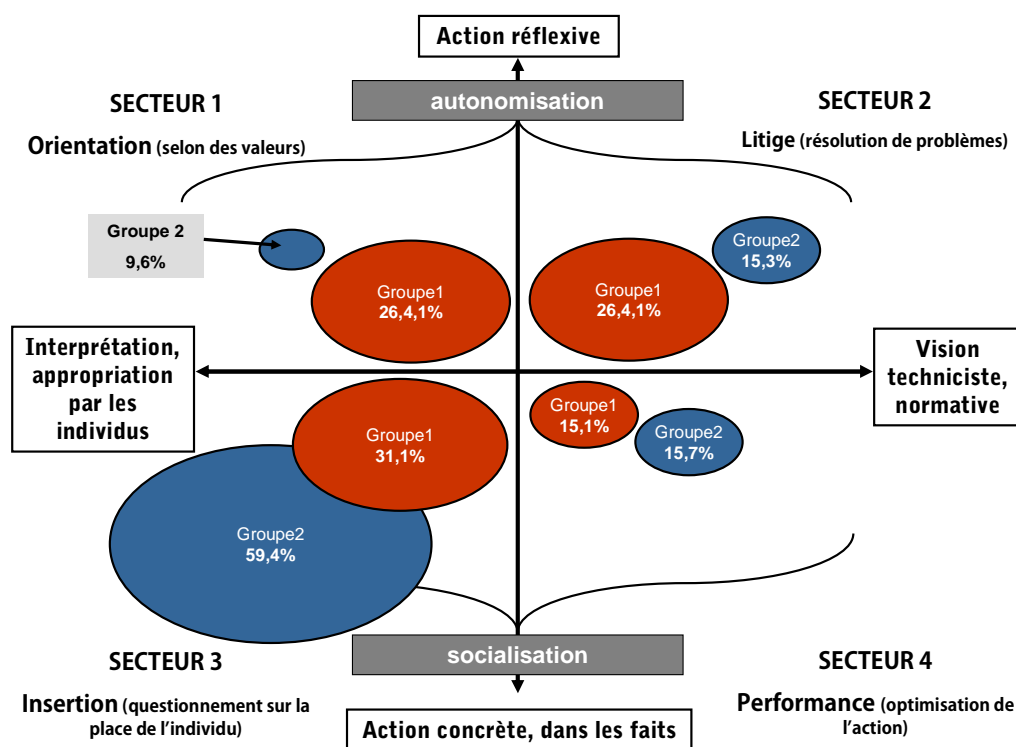 Action réflexive
autonomisation
SECTEUR 1
Orientation (selon des valeurs)
SECTEUR 2
Litige (résolution de problèmes)
Groupe 2
9,6%
Groupe1
26,4,1%
Groupe1
26,4,1%
Groupe2
15,3%
Interprétation,
appropriation
par les
individus
Vision
techniciste,
normative
Groupe1
31,1%
Groupe1
15,1%
Groupe2
15,7%
Groupe2
59,4%
socialisation
SECTEUR 3
Insertion (questionnement sur la
place de l'individu)
SECTEUR 4
Performance (optimisation de
l'action)
Action concrète, dans les faits